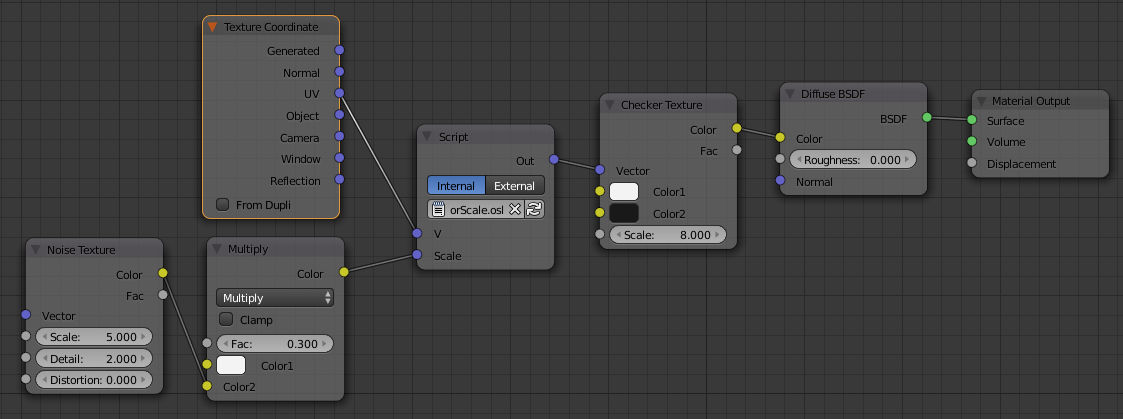 Texture Coordinate
Generated
Normal
UV
Object
Camera
Window
Reflection
From Dupli
Noise Texture
Color
Fac
Vector
Scale: 5.000
Detail: 2.000
Distortion: 0.000
Multiply
Color
Multiply
Clamp
Fac: 0.300
Color1
Color2
Script
Out
Internal External
orScale.osl
V
Scale
Checker Texture
Color
Fac
Vector
Color1
Color2
Scale: 8.000
Diffuse BSDF
BSDF
Color
Roughness: 0.000
Normal
Material Output
Surface
Volume
Displacement